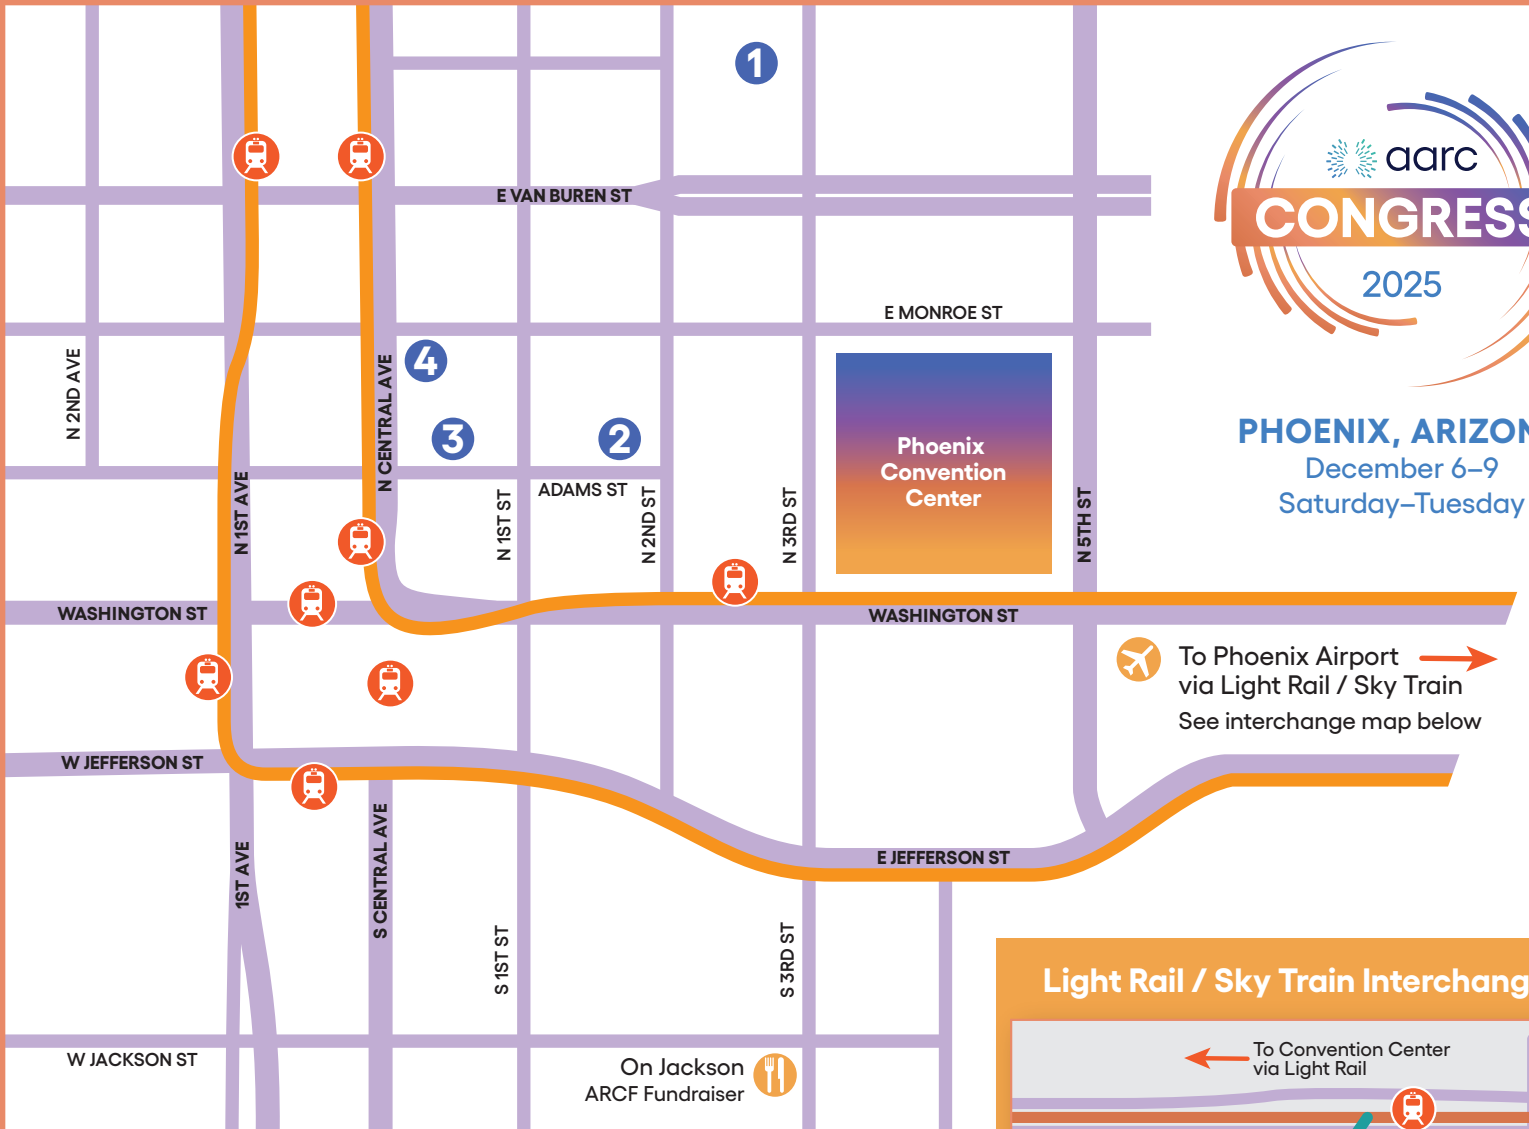 1
aarc
CONGRESS
2025
PHOENIX, ARIZON
December 6–9
Saturday–Tuesday
E VAN BUREN ST
E MONROE ST
N 2ND AVE
N CENTRAL AVE
4
3
2
Phoenix
Convention
Center
ADAMS ST
N 1ST AVE
N 1ST ST
N 2ND ST
N 3RD ST
N 5TH ST
WASHINGTON ST
WASHINGTON ST
To Phoenix Airport
via Light Rail / Sky Train
See interchange map below
W JEFFERSON ST
E JEFFERSON ST
1ST AVE
S CENTRAL AVE
S 1ST ST
S 3RD ST
Light Rail / Sky Train Interchang
W JACKSON ST
On Jackson
ARCF Fundraiser
To Convention Center
via Light Rail